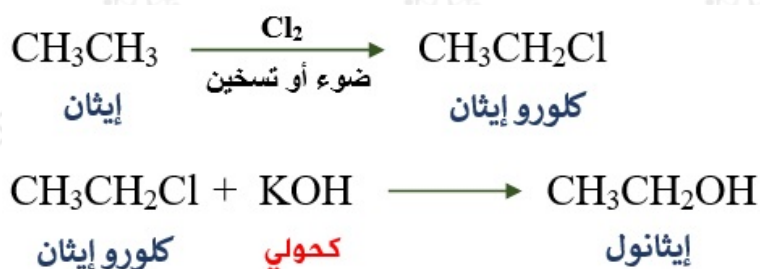 Cl₂
CH₃CH₃ ⟶ CH₃CH₂Cl
ضوء أو تسخين
إيثان كلورو إيثان
CH₃CH₂Cl + KOH ⟶ CH₃CH₂OH
كلورو إيثان كحولي إيثانول